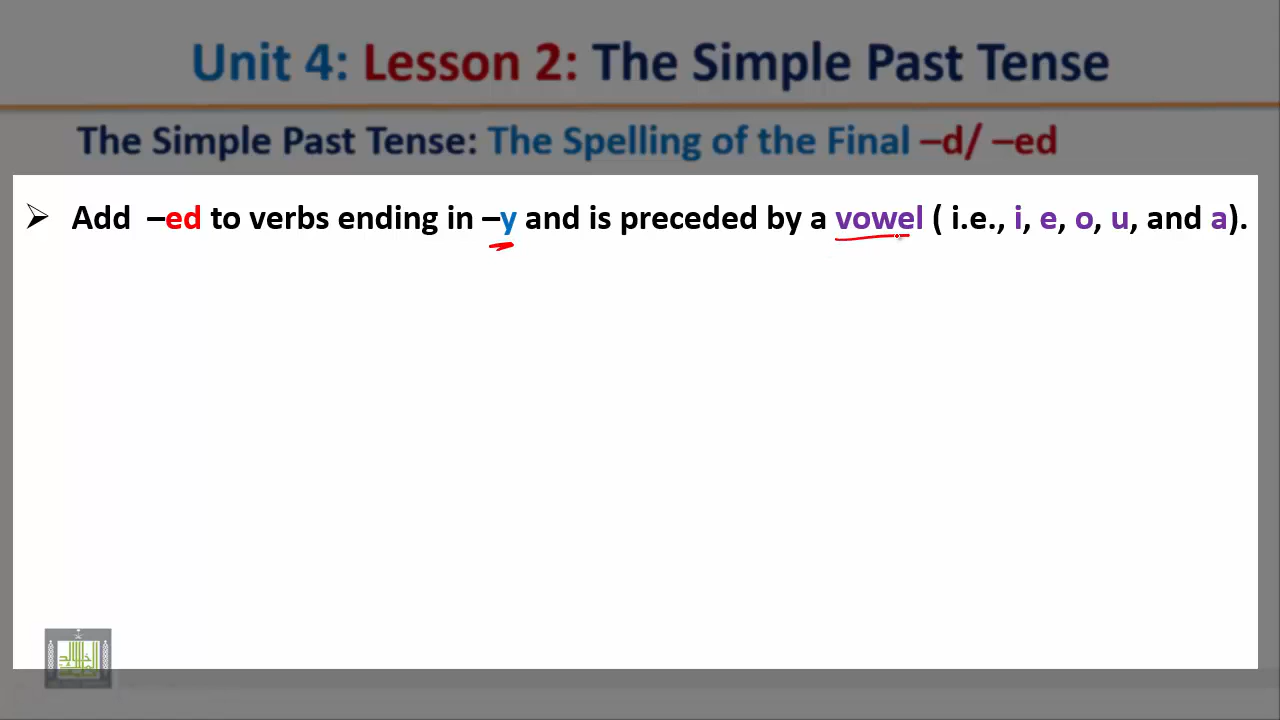 Unit 4: Lesson 2: The Simple Past Tense
The Simple Past Tense: The Spelling of the Final –d/ –ed
➢ Add –ed to verbs ending in –y and is preceded by a vowel ( i.e., i, e, o, u, and a).